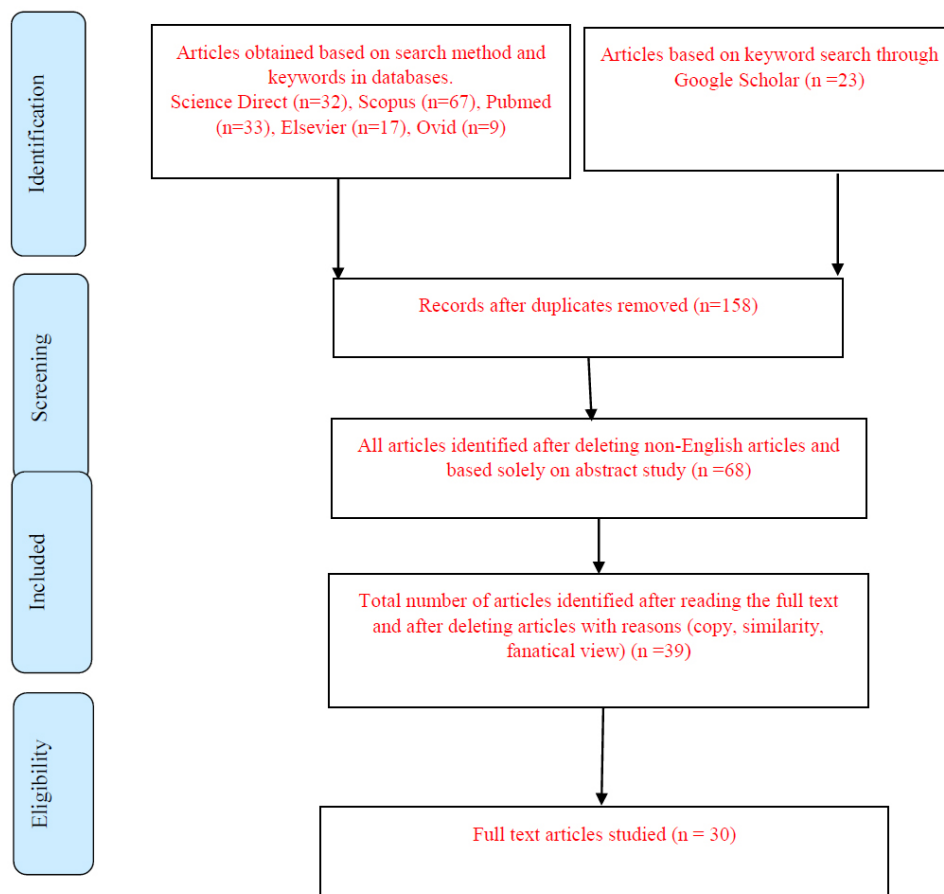 Identification
Articles obtained based on search method and
keywords in databases.
Science Direct (n=32), Scopus (n=67), Pubmed
(n=33), Elsevier (n=17), Ovid (n=9)
Articles based on keyword search through
Google Scholar (n =23)
Screening
Records after duplicates removed (n=158)
All articles identified after deleting non-English articles and
based solely on abstract study (n =68)
Included
Total number of articles identified after reading the full text
and after deleting articles with reasons (copy, similarity,
fanatical view) (n =39)
Eligibility
Full text articles studied (n = 30)